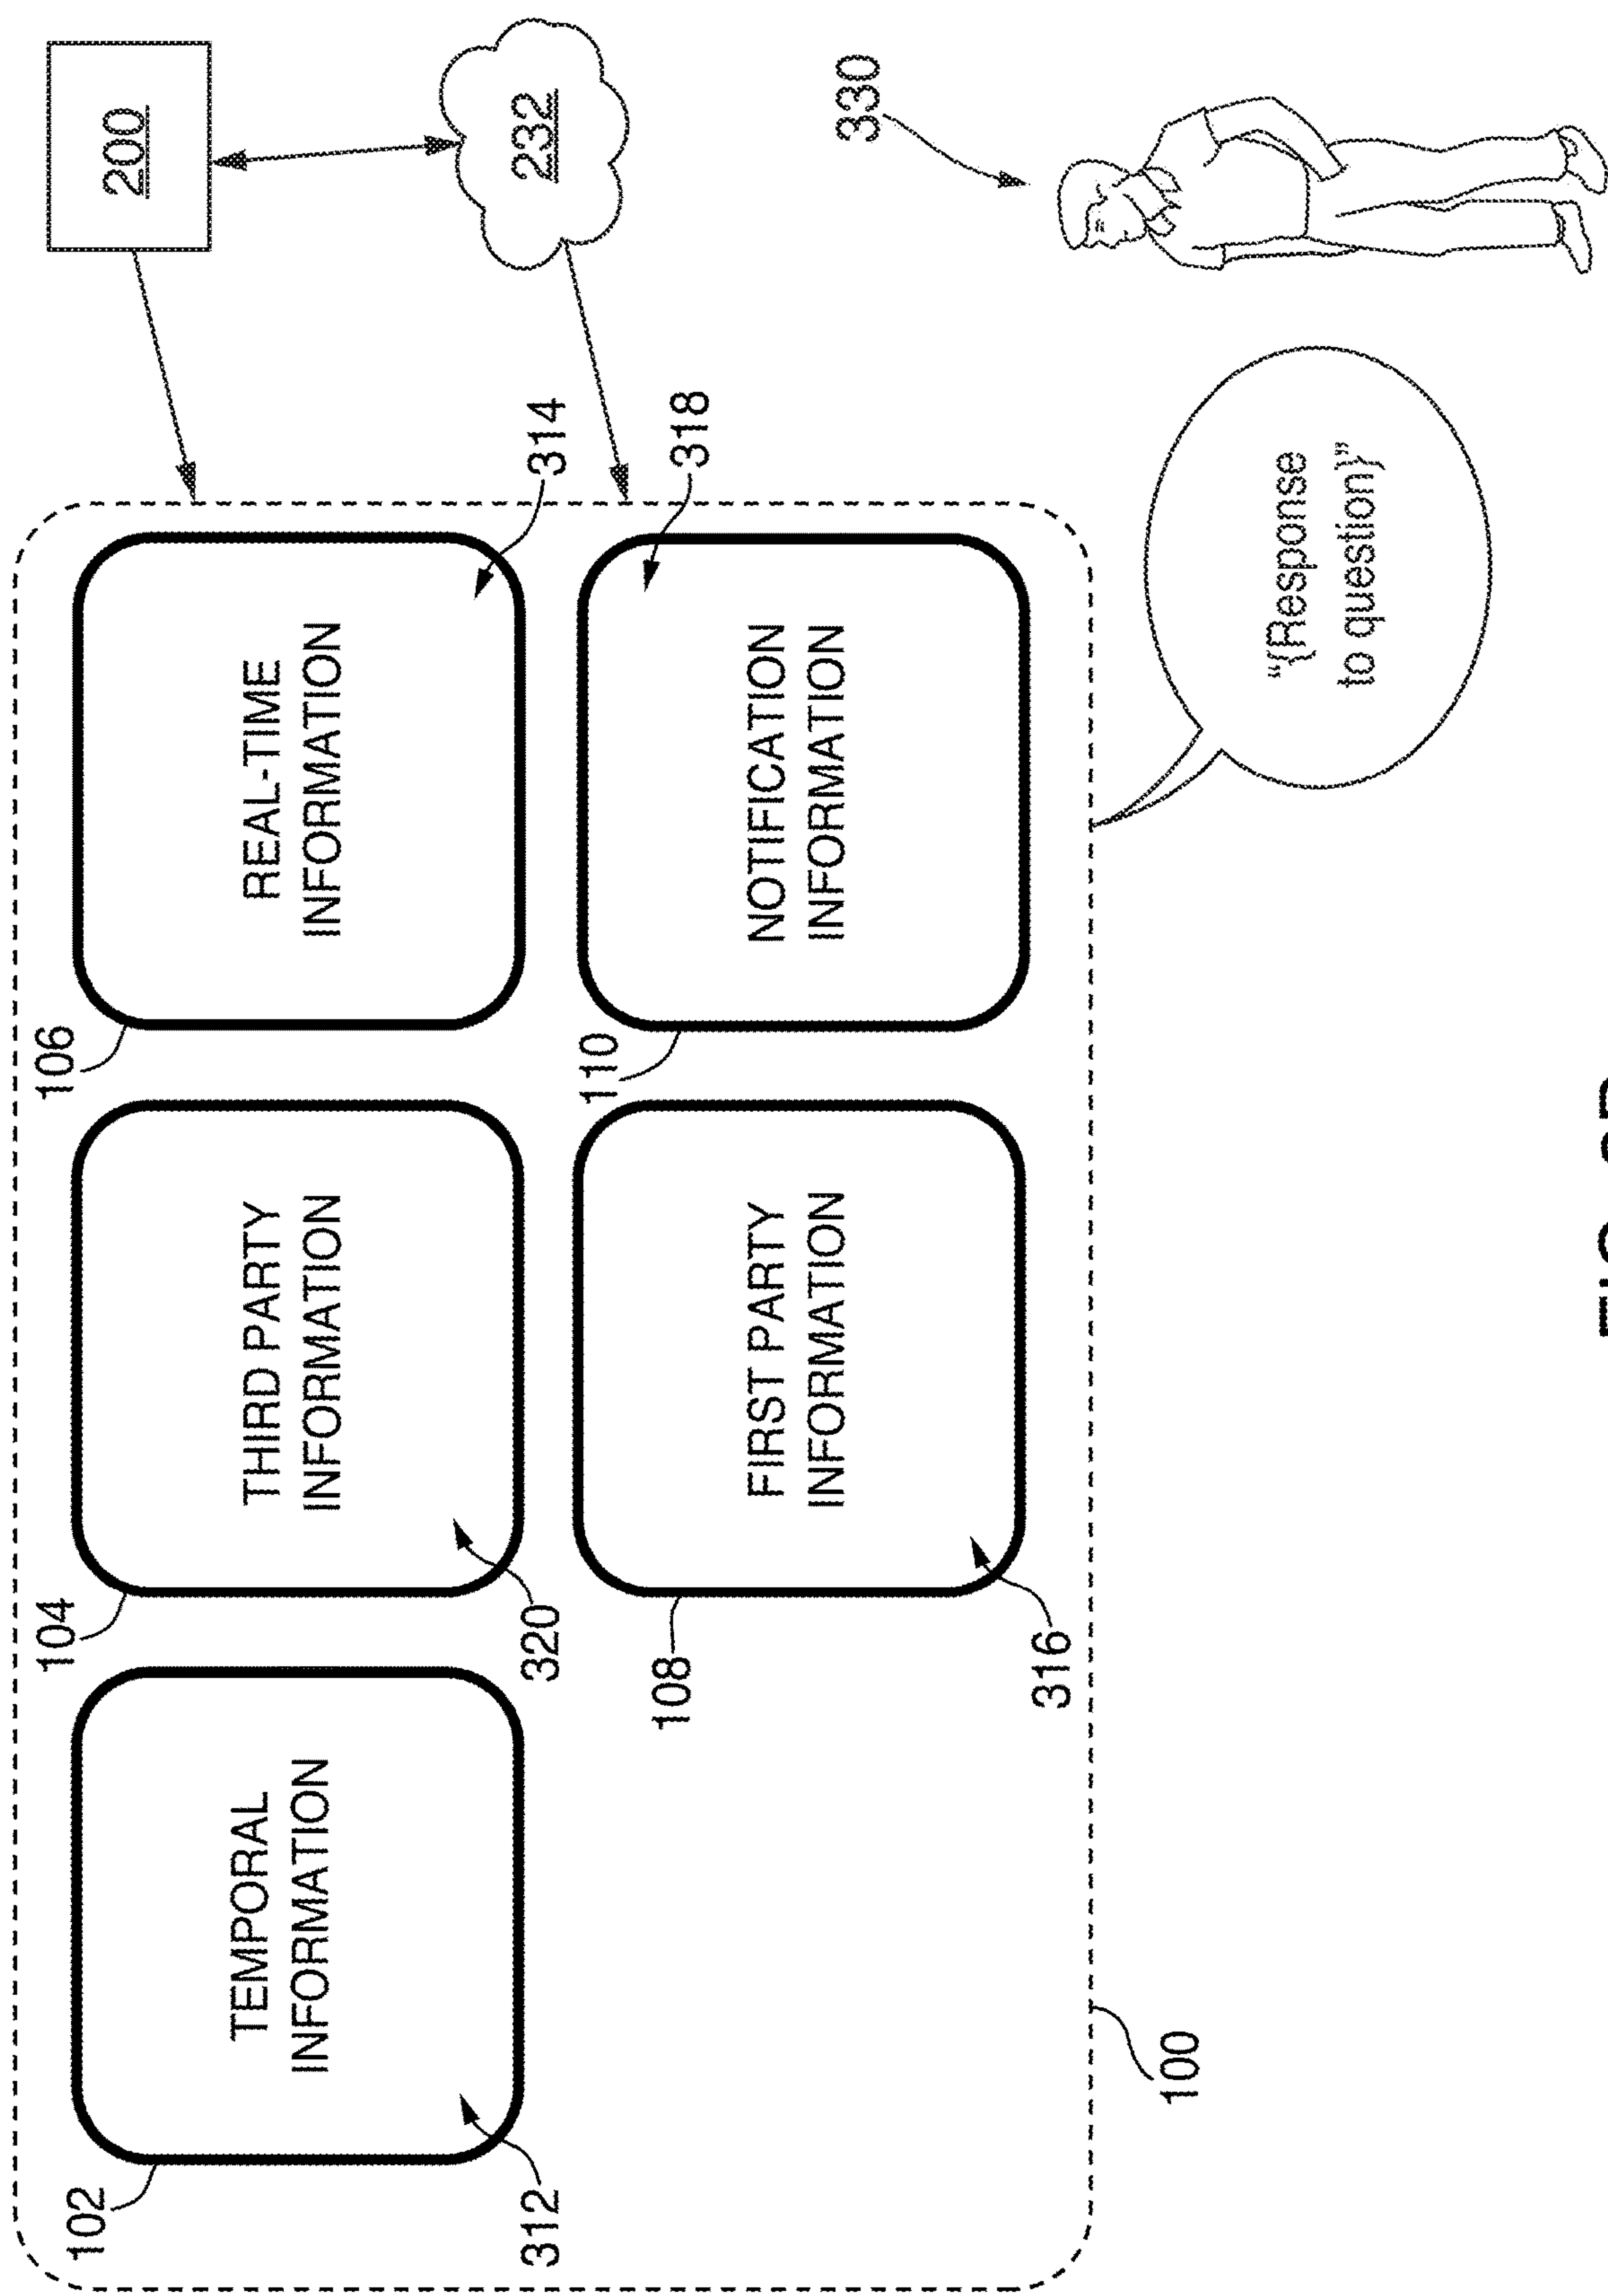 102
TEMPORAL
INFORMATION
312
104
THIRD PARTY
INFORMATION
320
106
REAL-TIME
INFORMATION
314
200
232
108
FIRST PARTY
INFORMATION
316
110
NOTIFICATION
INFORMATION
318
330
100
"{Response
to question}"